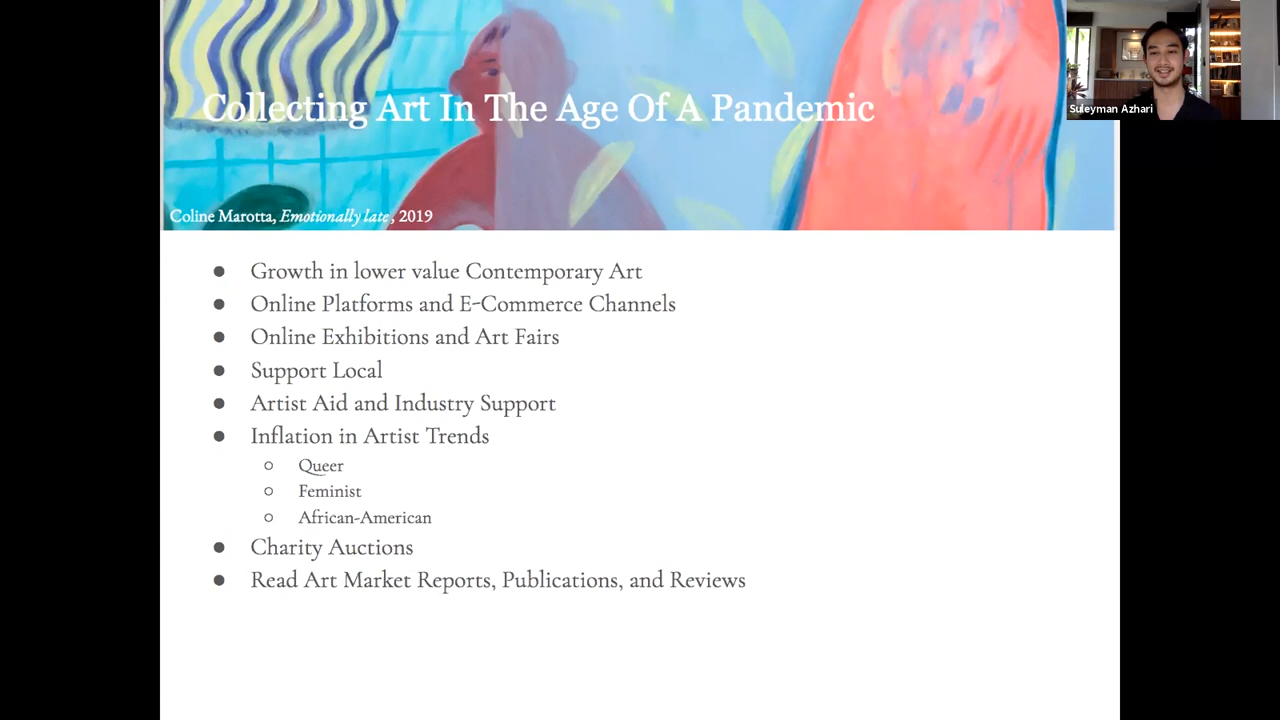 Collecting Art In The Age Of A Pandemic
Suleyman Azhari
Coline Marotta, Emotionally late, 2019
● Growth in lower value Contemporary Art
● Online Platforms and E-Commerce Channels
● Online Exhibitions and Art Fairs
● Support Local
● Artist Aid and Industry Support
● Inflation in Artist Trends
○ Queer
○ Feminist
○ African-American
● Charity Auctions
● Read Art Market Reports, Publications, and Reviews